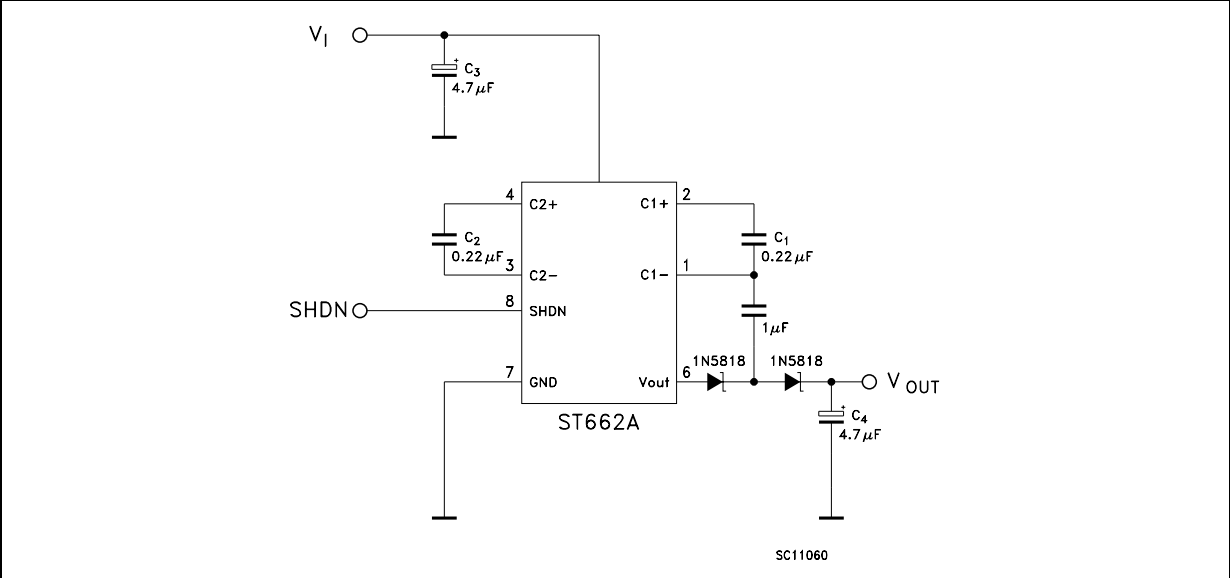 V I
C3
4.7µF
4
C2+
C1+
2
C2
0.22µF
C1
0.22µF
3
C2−
C1−
1
SHDN
8
SHDN
1µF
1N5818
1N5818
7
GND
Vout
6
V OUT
ST662A
C4
4.7µF
SC11060